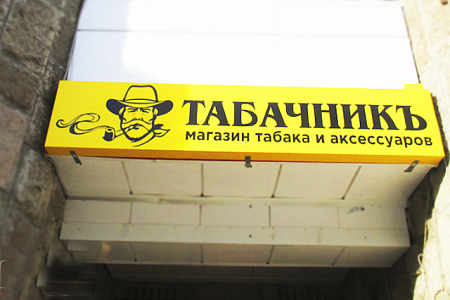 ТАБАЧНИКЪ
магазин табака и аксессуаров